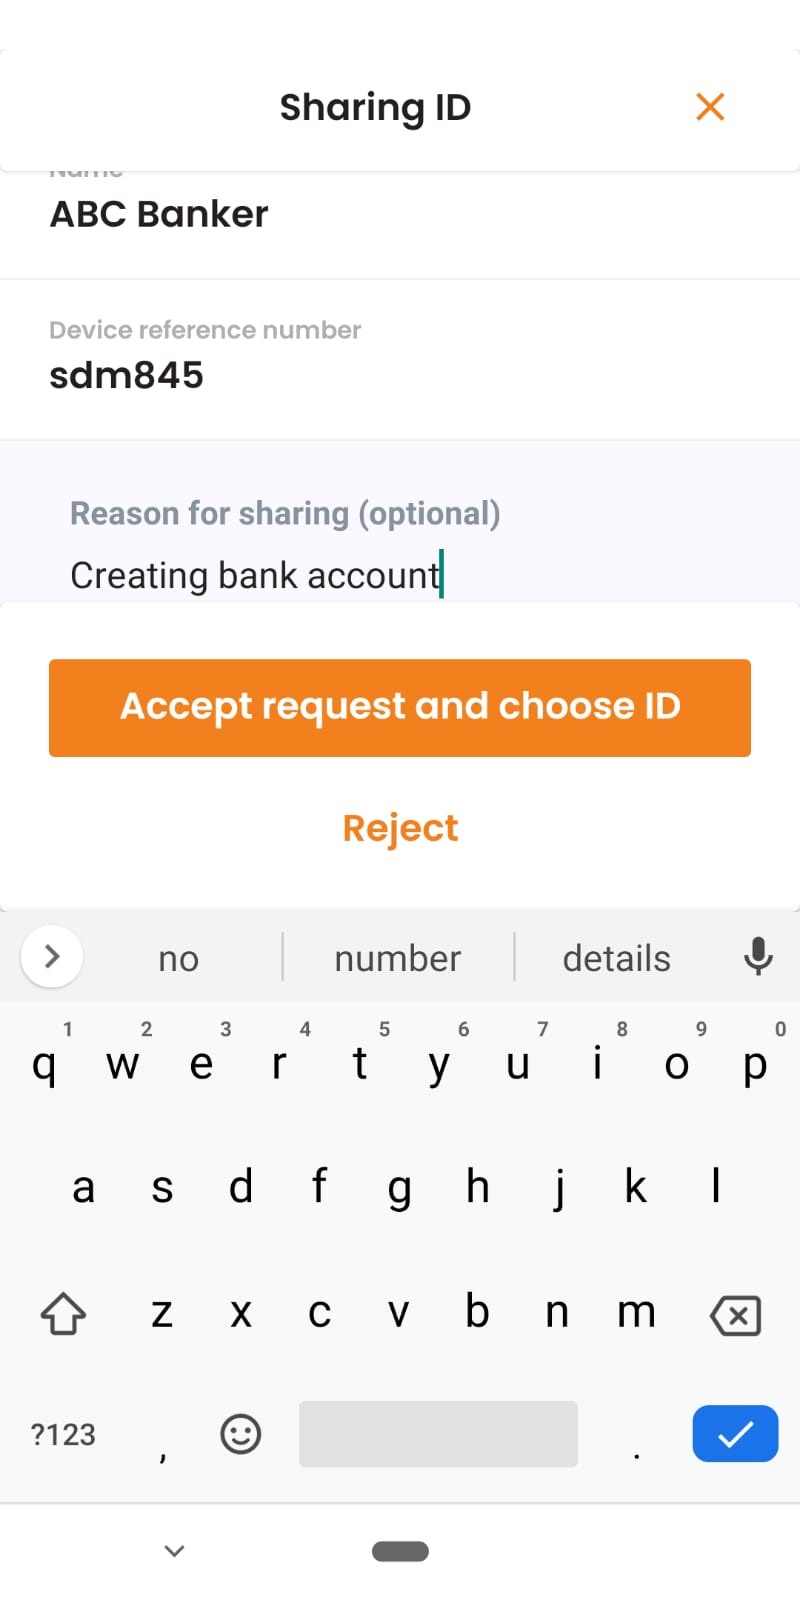 Sharing ID
Name
ABC Banker
Device reference number
sdm845
Reason for sharing (optional)
Creating bank account
Accept request and choose ID
Reject
no number details
1 2 3 4 5 6 7 8 9 0
q w e r t y u i o p
a s d f g h j k l
z x c v b n m
?123 , .